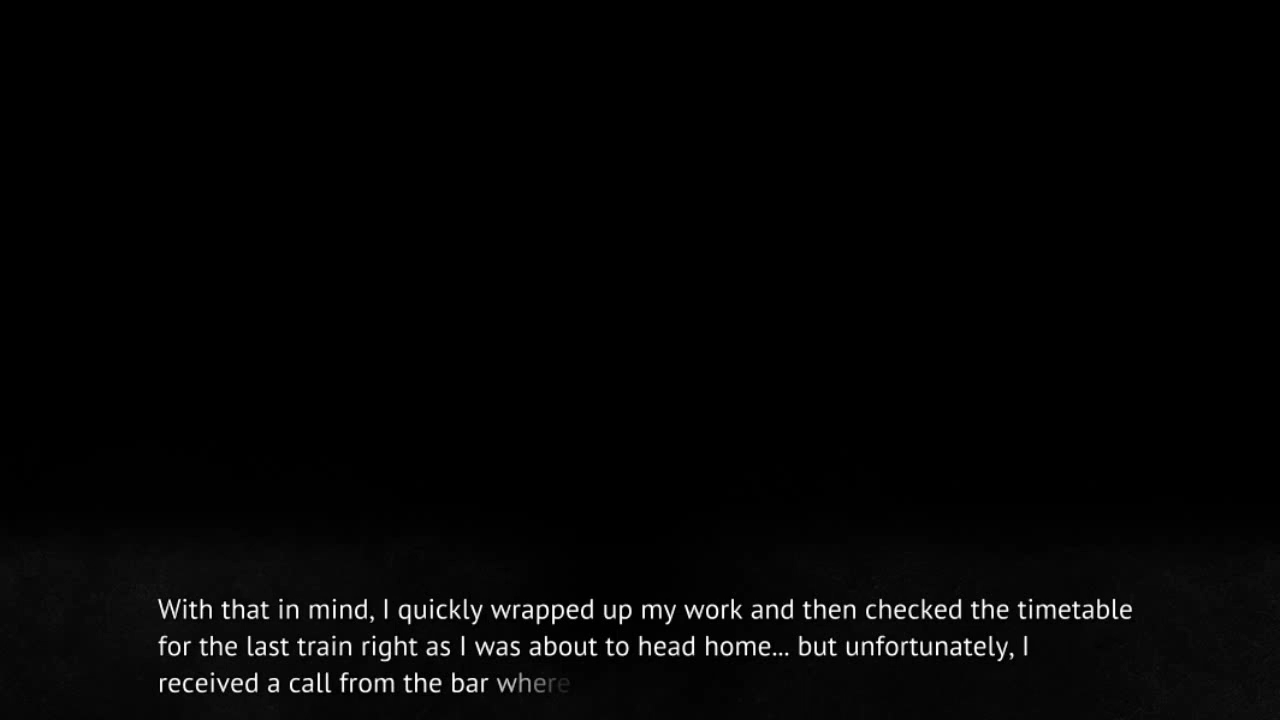 With that in mind, I quickly wrapped up my work and then checked the timetable
for the last train right as I was about to head home... but unfortunately, I
received a call from the bar where